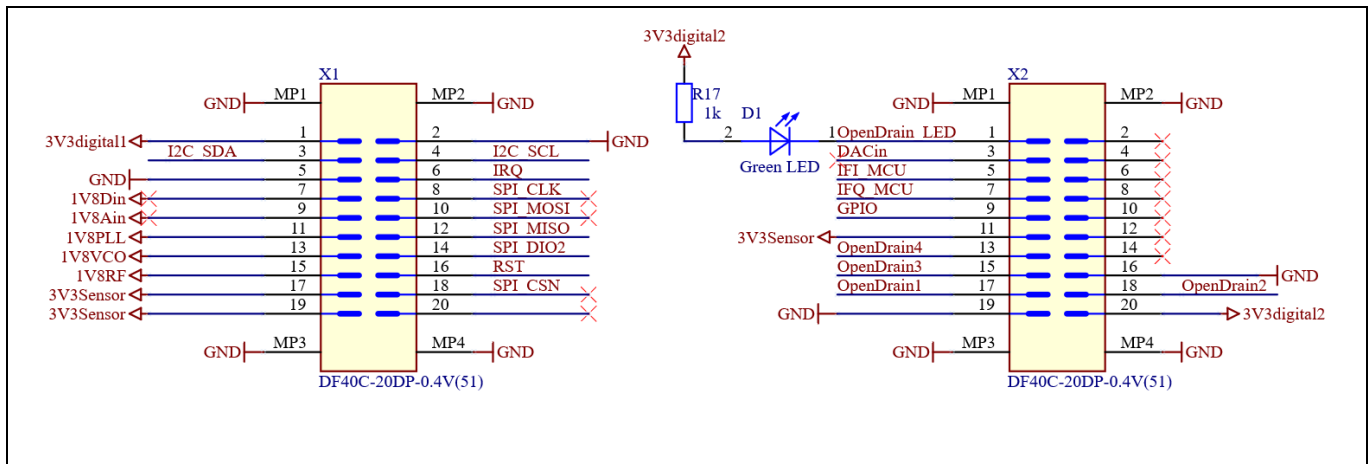 3V3digital2
X1
X2
GND MP1 MP2 GND
R17
1k
D1
GND MP1 MP2 GND
3V3digital1 1 2 GND
2 1 OpenDrain_LED 1 2
I2C_SDA 3 4 I2C_SCL
Green LED
DACin 3 4
GND 5 6 IRQ
IFI_MCU 5 6
1V8Din 7 8 SPI_CLK
IFQ_MCU 7 8
1V8Ain 9 10 SPI_MOSI
GPIO 9 10
1V8PLL 11 12 SPI_MISO
3V3Sensor 11 12
1V8VCO 13 14 SPI_DIO2
OpenDrain4 13 14
1V8RF 15 16 RST
OpenDrain3 15 16 GND
3V3Sensor 17 18 SPI_CSN
OpenDrain1 17 18 OpenDrain2
3V3Sensor 19 20
GND 19 20 3V3digital2
GND MP3 MP4 GND
GND MP3 MP4 GND
DF40C-20DP-0.4V(51)
DF40C-20DP-0.4V(51)